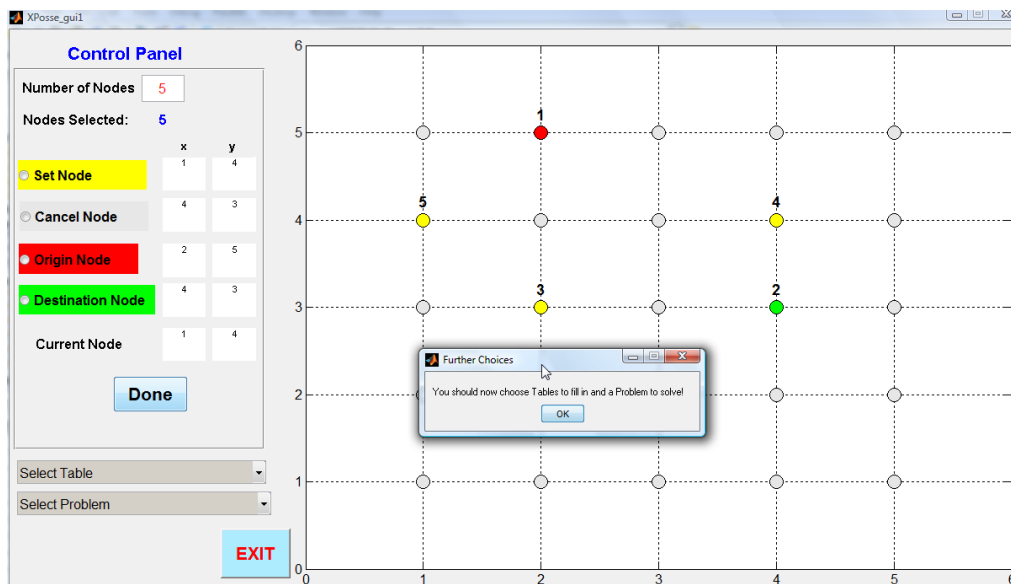 XPosse_gui1
Control Panel
Number of Nodes 5
Nodes Selected: 5
x y
Set Node 1 4
Cancel Node 4 3
Origin Node 2 5
Destination Node 4 3
Current Node 1 4
Done
Select Table
Select Problem
EXIT
6
5
4
3
2
1
0
0 1 2 3 4 5 6
1
5
4
3
2
Further Choices
You should now choose Tables to fill in and a Problem to solve!
OK